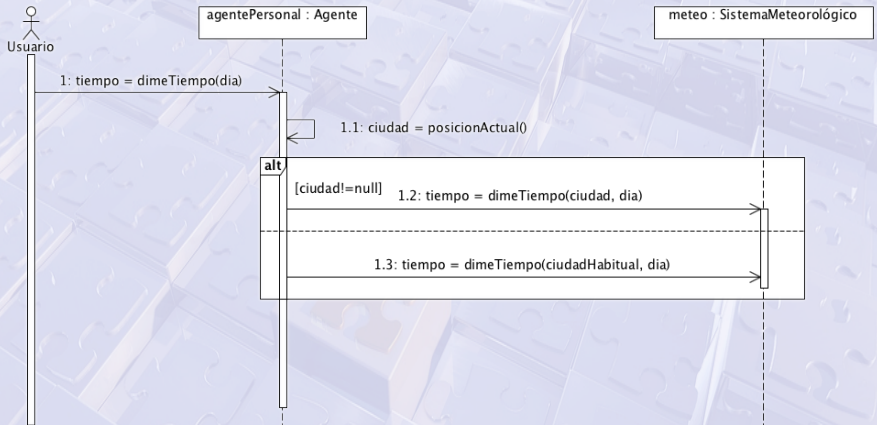 agentePersonal : Agente
meteo : SistemaMeteorológico
Usuario
1: tiempo = dimeTiempo(dia)
1.1: ciudad = posicionActual()
alt
[ciudad!=null]
1.2: tiempo = dimeTiempo(ciudad, dia)
1.3: tiempo = dimeTiempo(ciudadHabitual, dia)